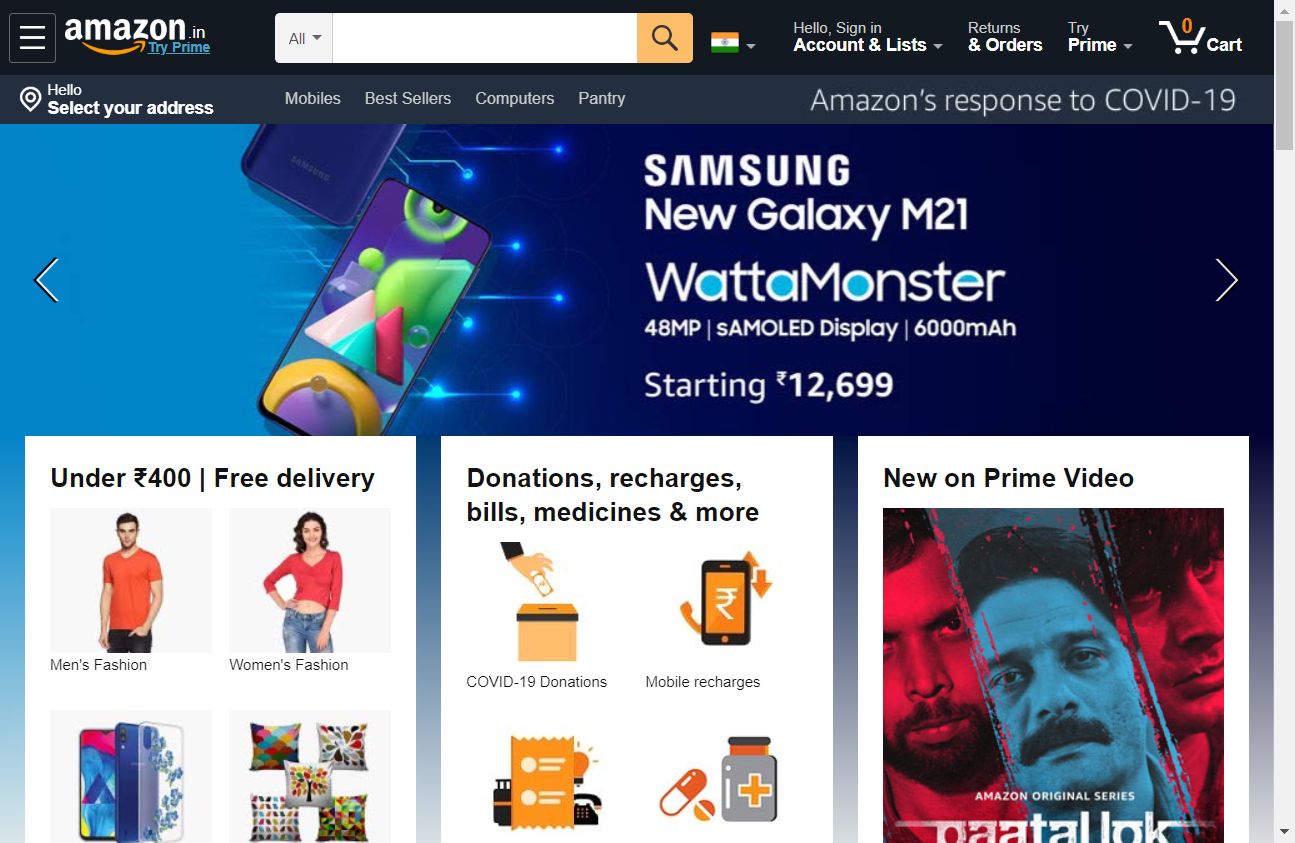 amazon.in
Try Prime
All
Hello, Sign in
Account & Lists
Returns
& Orders
Try
Prime
0
Cart
Hello
Select your address
Mobiles
Best Sellers
Computers
Pantry
Amazon's response to COVID-19
SAMSUNG
SAMSUNG
New Galaxy M21
WattaMonster
48MP | sAMOLED Display | 6000mAh
Starting ₹12,699
Under ₹400 | Free delivery
Men's Fashion
Women's Fashion
Donations, recharges,
bills, medicines & more
₹
COVID-19 Donations
Mobile recharges
New on Prime Video
AMAZON ORIGINAL SERIES
paatal lok